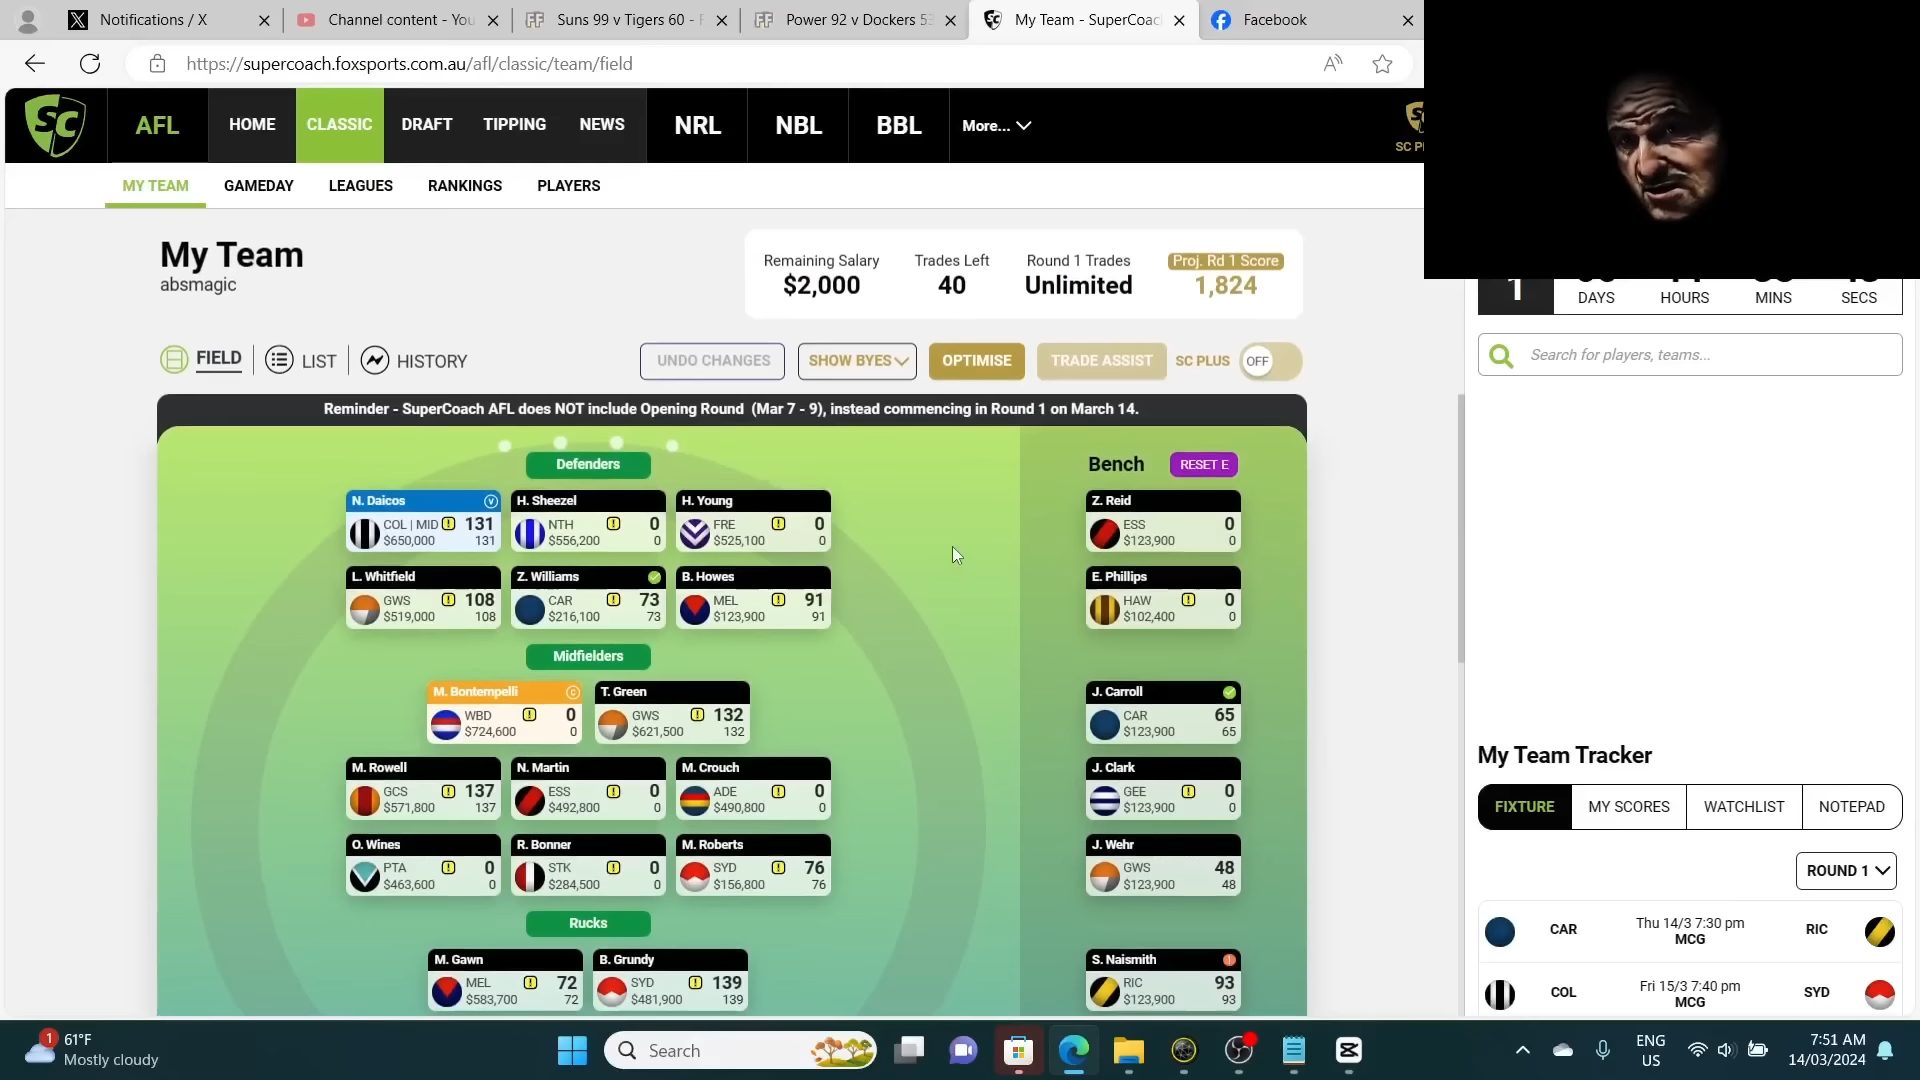 Notifications / X
Channel content - You
Suns 99 v Tigers 60 - F
Power 92 v Dockers 53
My Team - SuperCoach
Facebook
https://supercoach.foxsports.com.au/afl/classic/team/field
SC
AFL
HOME
CLASSIC
DRAFT
TIPPING
NEWS
NRL
NBL
BBL
More...
SC PL
MY TEAM
GAMEDAY
LEAGUES
RANKINGS
PLAYERS
My Team
absmagic
Remaining Salary
$2,000
Trades Left
40
Round 1 Trades
Unlimited
Proj. Rd 1 Score
1,824
1
DAYS
HOURS
MINS
SECS
FIELD
LIST
HISTORY
UNDO CHANGES
SHOW BYES
OPTIMISE
TRADE ASSIST
SC PLUS
OFF
Search for players, teams...
Reminder - SuperCoach AFL does NOT include Opening Round (Mar 7 - 9), instead commencing in Round 1 on March 14.
Defenders
Bench
RESET E
N. Daicos V
COL | MID 131
$650,000 131
H. Sheezel
NTH 0
$556,200 0
H. Young
FRE 0
$525,100 0
Z. Reid
ESS 0
$123,900 0
L. Whitfield
GWS 108
$519,000 108
Z. Williams
CAR 73
$216,100 73
B. Howes
MEL 91
$123,900 91
E. Phillips
HAW 0
$102,400 0
Midfielders
M. Bontempelli C
WBD 0
$724,600 0
T. Green
GWS 132
$621,500 132
J. Carroll
CAR 65
$123,900 65
M. Rowell
GCS 137
$571,800 137
N. Martin
ESS 0
$492,800 0
M. Crouch
ADE 0
$490,800 0
J. Clark
GEE 0
$123,900 0
O. Wines
PTA 0
$463,600 0
R. Bonner
STK 0
$284,500 0
M. Roberts
SYD 76
$156,800 76
J. Wehr
GWS 48
$123,900 48
Rucks
M. Gawn
MEL 72
$583,700 72
B. Grundy
SYD 139
$481,900 139
S. Naismith
RIC 93
$123,900 93
My Team Tracker
FIXTURE
MY SCORES
WATCHLIST
NOTEPAD
ROUND 1
CAR
Thu 14/3 7:30 pm
MCG
RIC
COL
Fri 15/3 7:40 pm
MCG
SYD
1
61°F
Mostly cloudy
Search
ENG
US
7:51 AM
14/03/2024